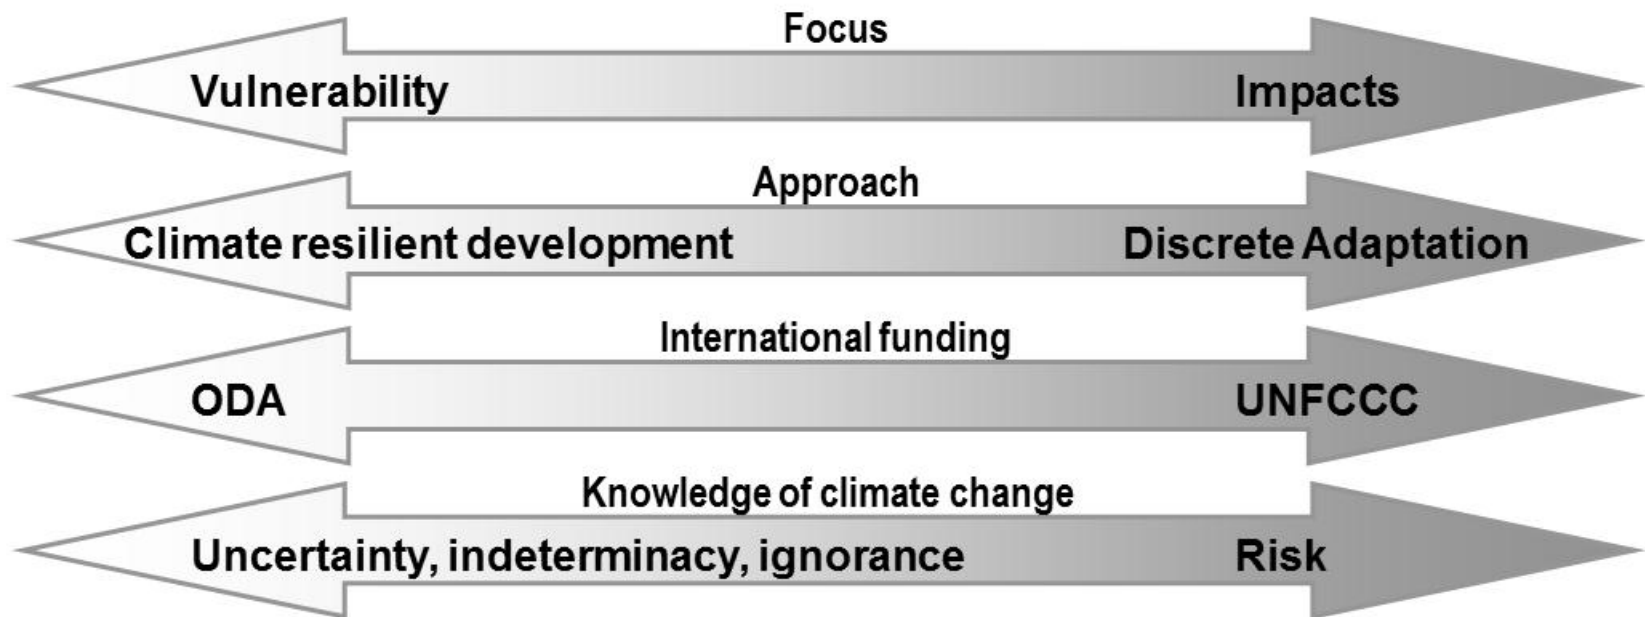 Focus
Vulnerability Impacts
Approach
Climate resilient development Discrete Adaptation
International funding
ODA UNFCCC
Knowledge of climate change
Uncertainty, indeterminacy, ignorance Risk